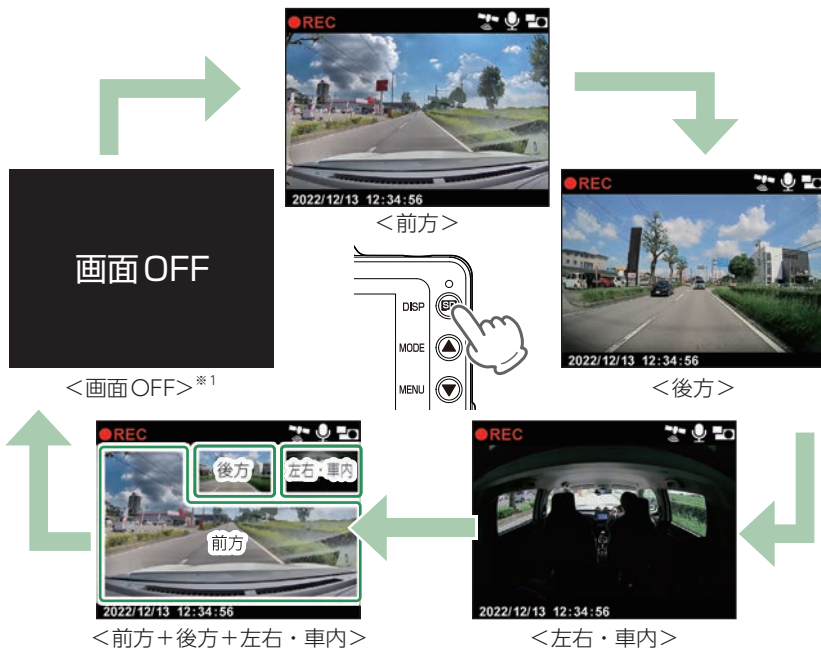 ●REC
2022/12/13 12:34:56
＜前方＞
画面OFF
＜画面OFF＞※1
DISP
SD
MODE
MENU
●REC
2022/12/13 12:34:56
＜後方＞
●REC
後方
左右・車内
前方
2022/12/13 12:34:56
＜前方＋後方＋左右・車内＞
●REC
2022/12/13 12:34:56
＜左右・車内＞